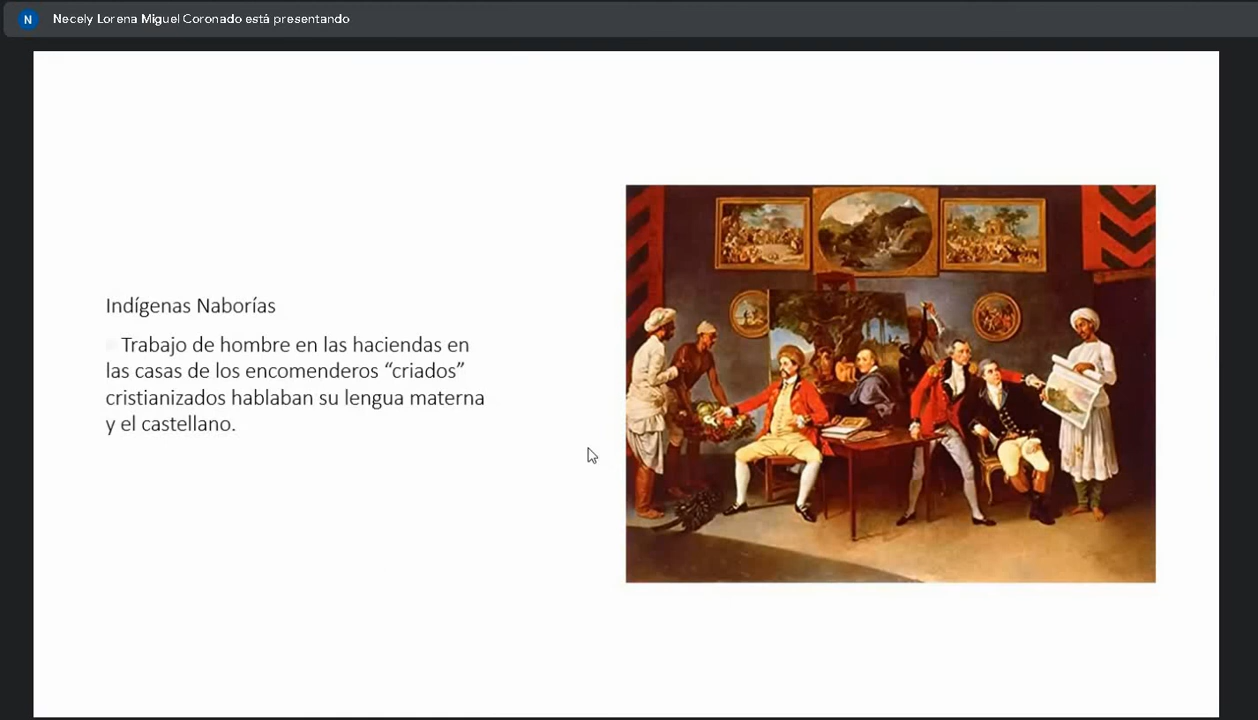 N
Necely Lorena Miguel Coronado está presentando
Indígenas Naborías
Trabajo de hombre en las haciendas en
las casas de los encomenderos “criados”
cristianizados hablaban su lengua materna
y el castellano.